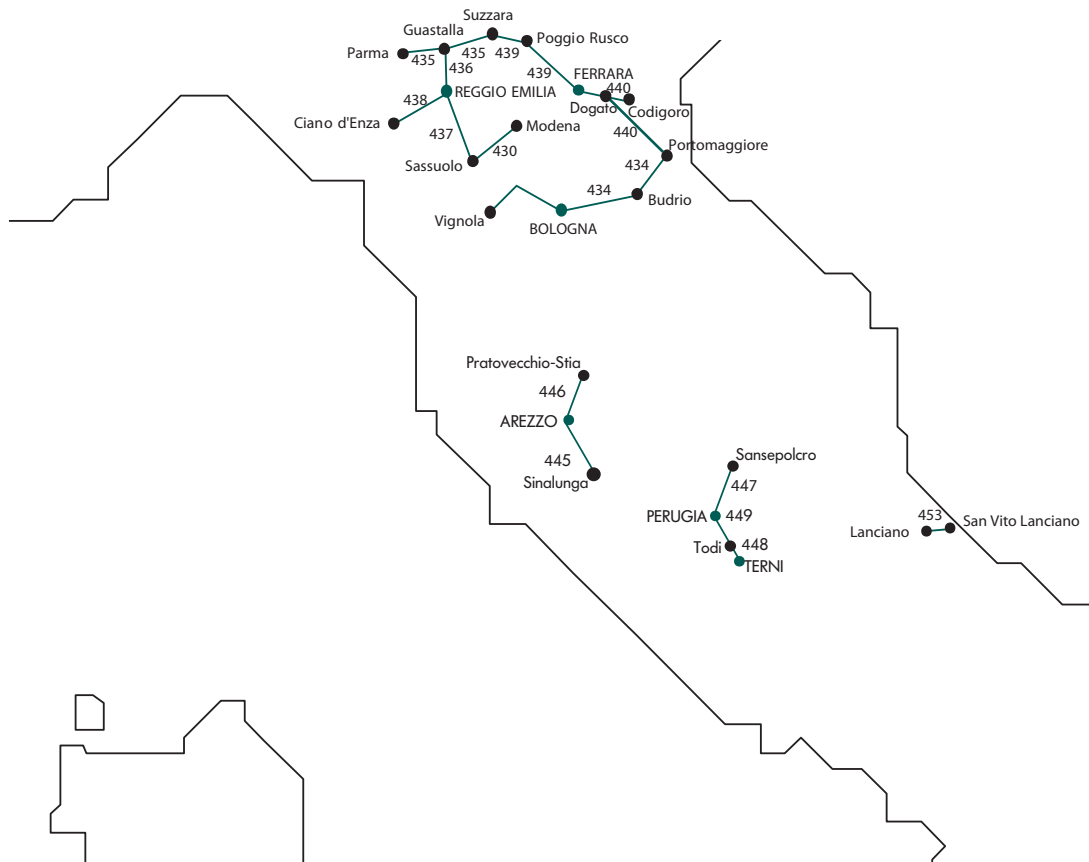 Suzzara
Guastalla
Poggio Rusco
Parma
435
435
439
436
439
FERRARA
440
REGGIO EMILIA
438
Dogato
Codigoro
Ciano d'Enza
Modena
437
440
430
Portomaggiore
Sassuolo
434
434
Budrio
Vignola
BOLOGNA
Pratovecchio-Stia
446
AREZZO
445
Sinalunga
Sansepolcro
447
PERUGIA
449
453
San Vito Lanciano
Lanciano
Todi
448
TERNI